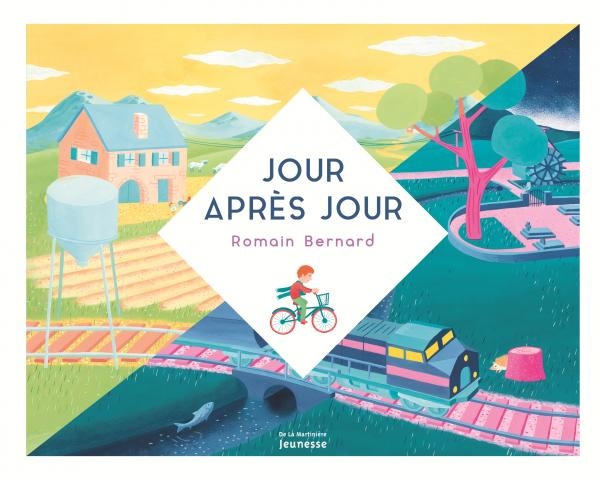 JOUR
APRÈS JOUR
Romain Bernard
De La Martinière
Jeunesse